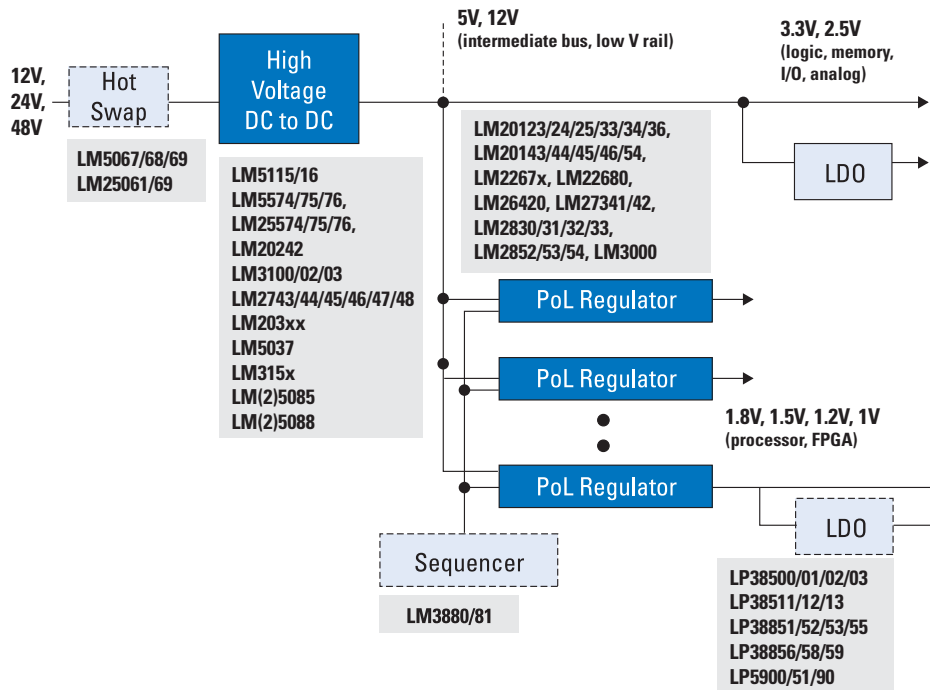 12V,
24V,
48V
Hot
Swap
LM5067/68/69
LM25061/69
High
Voltage
DC to DC
LM5115/16
LM5574/75/76,
LM25574/75/76,
LM20242
LM3100/02/03
LM2743/44/45/46/47/48
LM203xx
LM5037
LM315x
LM(2)5085
LM(2)5088
5V, 12V
(intermediate bus, low V rail)
LM20123/24/25/33/34/36,
LM20143/44/45/46/54,
LM2267x, LM22680,
LM26420, LM27341/42,
LM2830/31/32/33,
LM2852/53/54, LM3000
3.3V, 2.5V
(logic, memory,
I/O, analog)
LDO
PoL Regulator
PoL Regulator
PoL Regulator
1.8V, 1.5V, 1.2V, 1V
(processor, FPGA)
Sequencer
LM3880/81
LDO
LP38500/01/02/03
LP38511/12/13
LP38851/52/53/55
LP38856/58/59
LP5900/51/90